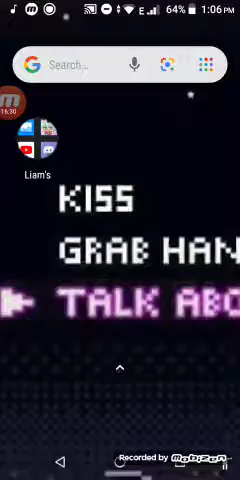 E 64% 1:06 PM
Search...
16:30
Liam's
KISS
GRAB HAN
TALK ABO
Recorded by mobizen